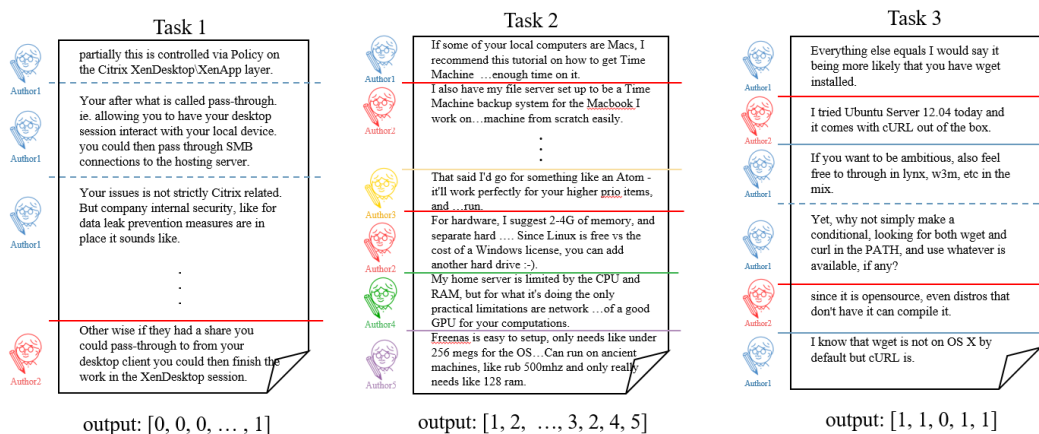 Task 1
Author1
partially this is controlled via Policy on
the Citrix XenDesktop\XenApp layer.
Author1
Your after what is called pass-through.
ie. allowing you to have your desktop
session interact with your local device.
you could then pass through SMB
connections to the hosting server.
Author1
Your issues is not strictly Citrix related.
But company internal security, like for
data leak prevention measures are in
place it sounds like.
.
.
.
Author2
Other wise if they had a share you
could pass-through to from your
desktop client you could then finish the
work in the XenDesktop session.
output: [0, 0, 0, … , 1]
Task 2
Author1
If some of your local computers are Macs, I
recommend this tutorial on how to get Time
Machine …enough time on it.
Author2
I also have my file server set up to be a Time
Machine backup system for the Macbook I
work on…machine from scratch easily.
.
.
.
Author3
That said I'd go for something like an Atom -
it'll work perfectly for your higher prio items,
and …run.
Author2
For hardware, I suggest 2-4G of memory, and
separate hard …. Since Linux is free vs the
cost of a Windows license, you can add
another hard drive :-).
Author4
My home server is limited by the CPU and
RAM, but for what it's doing the only
practical limitations are network …of a good
GPU for your computations.
Author5
Freenas is easy to setup, only needs like under
256 megs for the OS…Can run on ancient
machines, like rub 500mhz and only really
needs like 128 ram.
output: [1, 2, …, 3, 2, 4, 5]
Task 3
Author1
Everything else equals I would say it
being more likely that you have wget
installed.
Author2
I tried Ubuntu Server 12.04 today and
it comes with cURL out of the box.
Author1
If you want to be ambitious, also feel
free to through in lynx, w3m, etc in the
mix.
Author1
Yet, why not simply make a
conditional, looking for both wget and
curl in the PATH, and use whatever is
available, if any?
Author2
since it is opensource, even distros that
don't have it can compile it.
Author1
I know that wget is not on OS X by
default but cURL is.
output: [1, 1, 0, 1, 1]